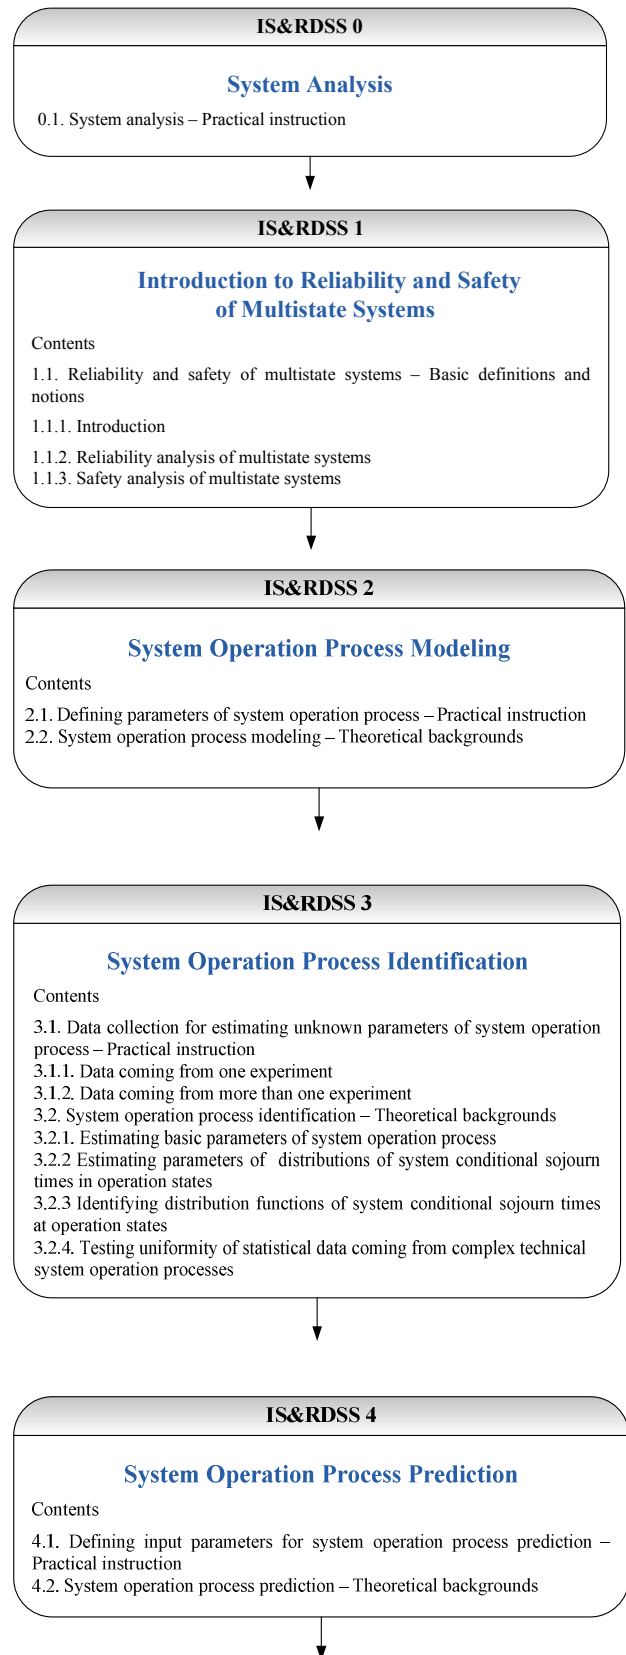 IS&RDSS 0
System Analysis
0.1. System analysis – Practical instruction
IS&RDSS 1
Introduction to Reliability and Safety
of Multistate Systems
Contents
1.1. Reliability and safety of multistate systems – Basic definitions and
notions
1.1.1. Introduction
1.1.2. Reliability analysis of multistate systems
1.1.3. Safety analysis of multistate systems
IS&RDSS 2
System Operation Process Modeling
Contents
2.1. Defining parameters of system operation process – Practical instruction
2.2. System operation process modeling – Theoretical backgrounds
IS&RDSS 3
System Operation Process Identification
Contents
3.1. Data collection for estimating unknown parameters of system operation
process – Practical instruction
3.1.1. Data coming from one experiment
3.1.2. Data coming from more than one experiment
3.2. System operation process identification – Theoretical backgrounds
3.2.1. Estimating basic parameters of system operation process
3.2.2 Estimating parameters of distributions of system conditional sojourn
times in operation states
3.2.3 Identifying distribution functions of system conditional sojourn times
at operation states
3.2.4. Testing uniformity of statistical data coming from complex technical
system operation processes
IS&RDSS 4
System Operation Process Prediction
Contents
4.1. Defining input parameters for system operation process prediction –
Practical instruction
4.2. System operation process prediction – Theoretical backgrounds